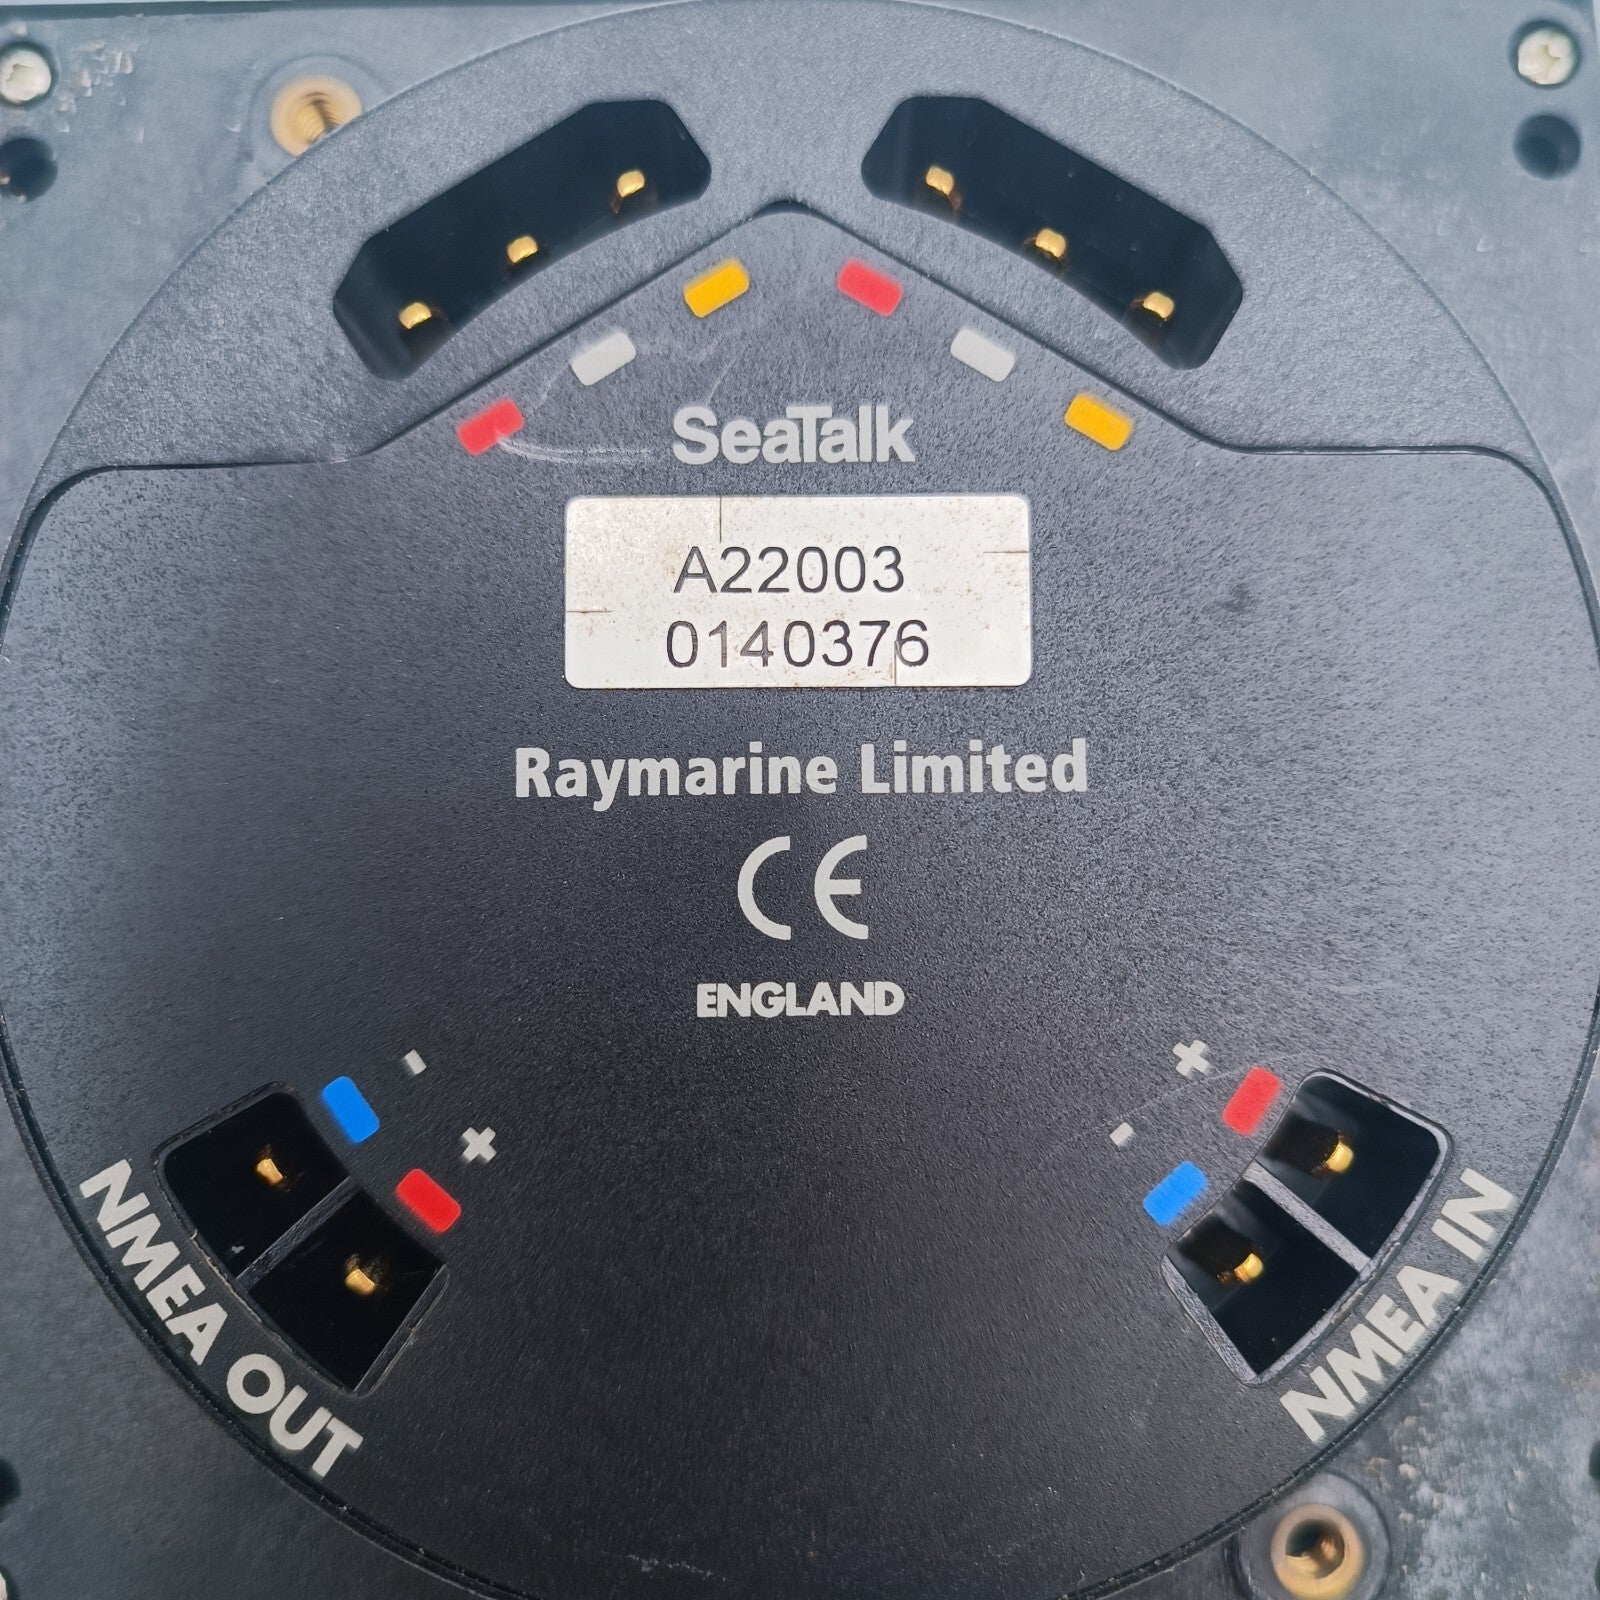 SeaTalk
A22003
0140376
Raymarine Limited
CE
ENGLAND
-
+
+
-
NMEA OUT
NMEA IN